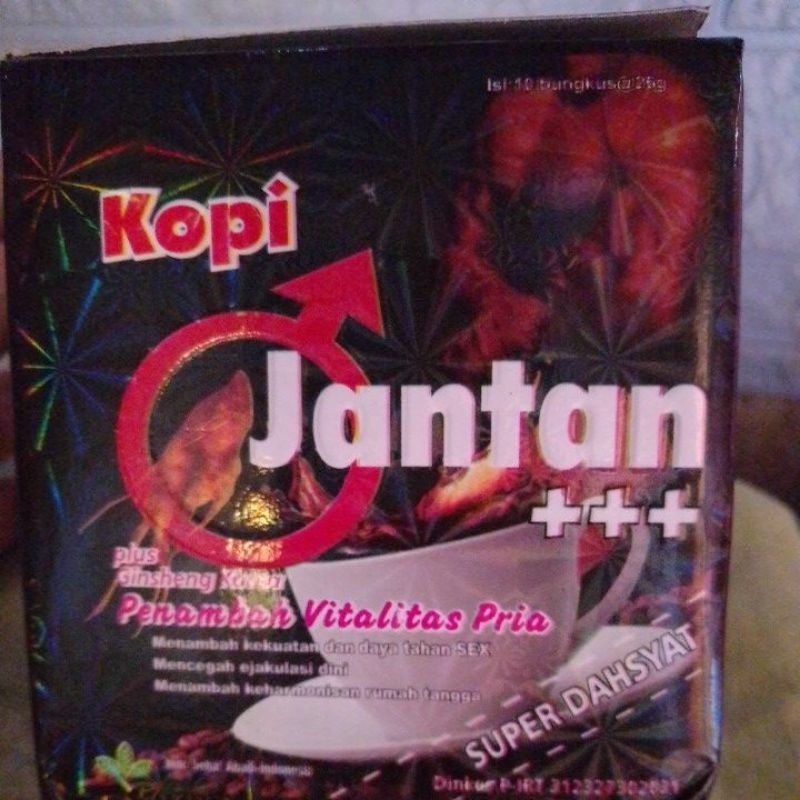 Isi 10 bungkus@25g
Kopi
Jantan
+++
plus
Ginsheng Korea
Penambah Vitalitas Pria
Menambah kekuatan dan daya tahan SEX
Mencegah ejakulasi dini
Menambah keharmonisan rumah tangga
SUPER DAHSYAT
P-IRT